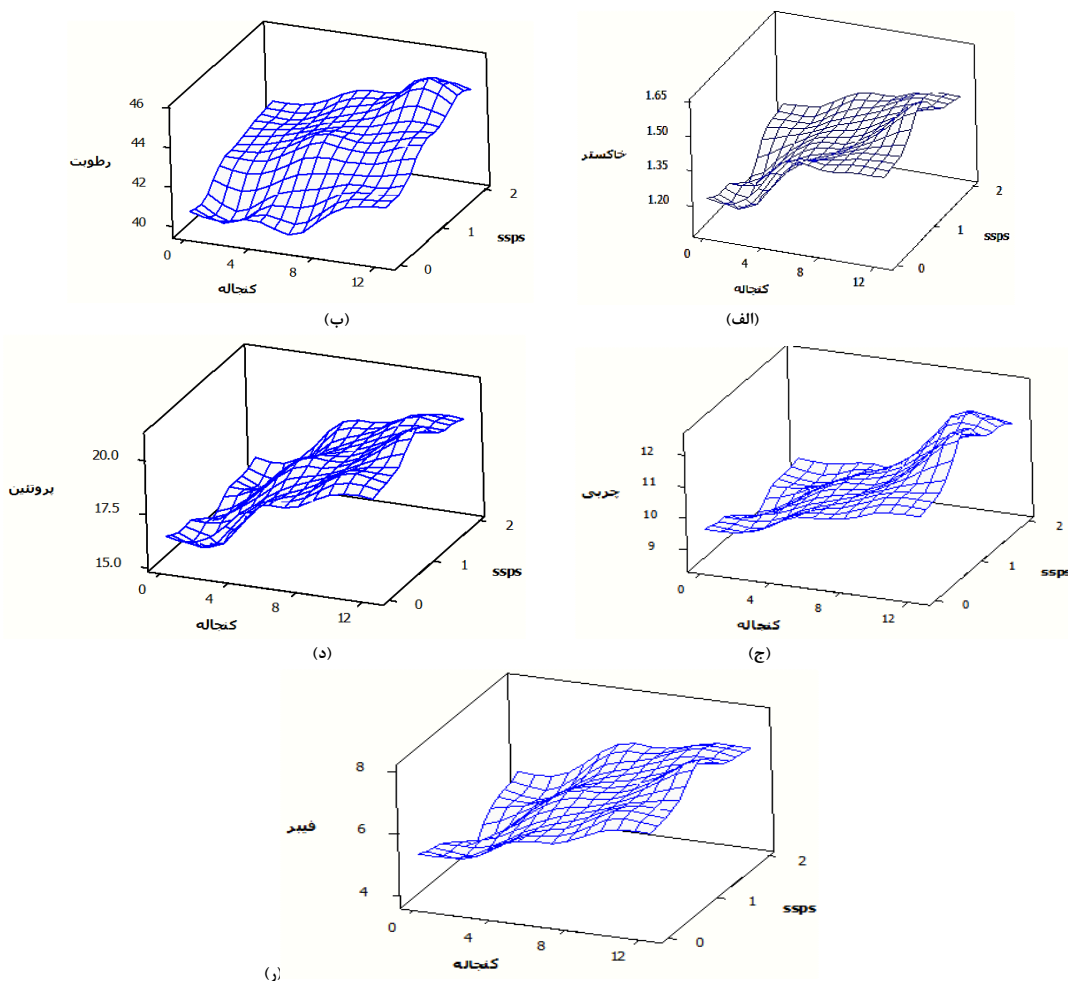 46
44
رطوبت
42
40
0
4
8
12
کنجاله
0
1
2
ssps
(ب)
1.65
1.50
خاکستر
1.35
1.20
0
4
8
12
کنجاله
0
1
2
ssps
(الف)
20.0
پروتئین
17.5
15.0
0
4
8
12
کنجاله
0
1
2
ssps
(د)
12
11
چربی
10
9
0
4
8
12
کنجاله
0
1
2
ssps
(ج)
8
فیبر
6
4
0
4
8
12
کنجاله
0
1
2
ssps
(ر)